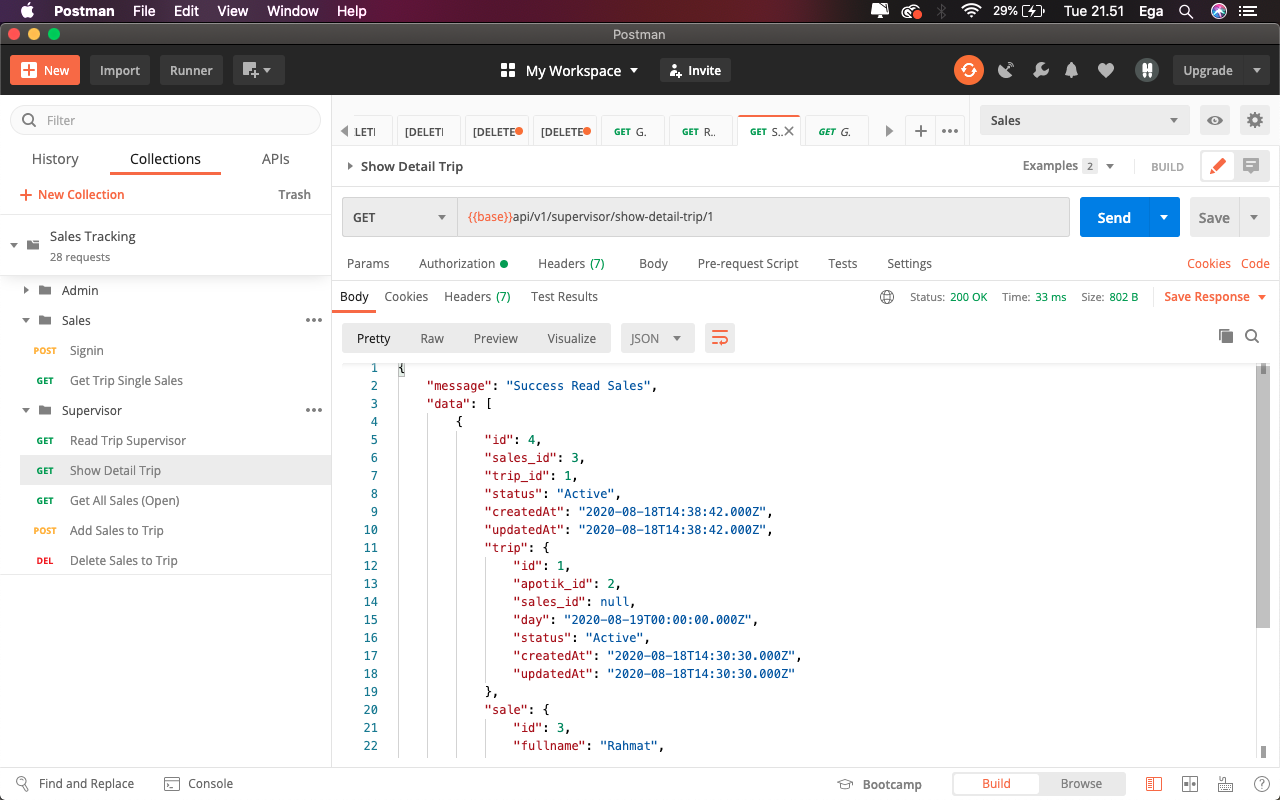 Postman File Edit View Window Help 29% Tue 21.51 Ega
Postman
New Import Runner My Workspace Invite Upgrade
Filter
LETI [DELETI [DELETE [DELETE GET G. GET R.. GET S.. GET G.
Sales
History Collections APIs
Show Detail Trip Examples 2 BUILD
New Collection Trash
GET {{base}}api/v1/supervisor/show-detail-trip/1 Send Save
Sales Tracking
28 requests
Params Authorization Headers (7) Body Pre-request Script Tests Settings Cookies Code
Admin
Sales
POST Signin
GET Get Trip Single Sales
Supervisor
GET Read Trip Supervisor
GET Show Detail Trip
GET Get All Sales (Open)
POST Add Sales to Trip
DEL Delete Sales to Trip
Body Cookies Headers (7) Test Results Status: 200 OK Time: 33 ms Size: 802 B Save Response
Pretty Raw Preview Visualize JSON
1 {
2 "message": "Success Read Sales",
3 "data": [
4 {
5 "id": 4,
6 "sales_id": 3,
7 "trip_id": 1,
8 "status": "Active",
9 "createdAt": "2020-08-18T14:38:42.000Z",
10 "updatedAt": "2020-08-18T14:38:42.000Z",
11 "trip": {
12 "id": 1,
13 "apotik_id": 2,
14 "sales_id": null,
15 "day": "2020-08-19T00:00:00.000Z",
16 "status": "Active",
17 "createdAt": "2020-08-18T14:30:30.000Z",
18 "updatedAt": "2020-08-18T14:30:30.000Z"
19 },
20 "sale": {
21 "id": 3,
22 "fullname": "Rahmat",
Find and Replace Console Bootcamp Build Browse